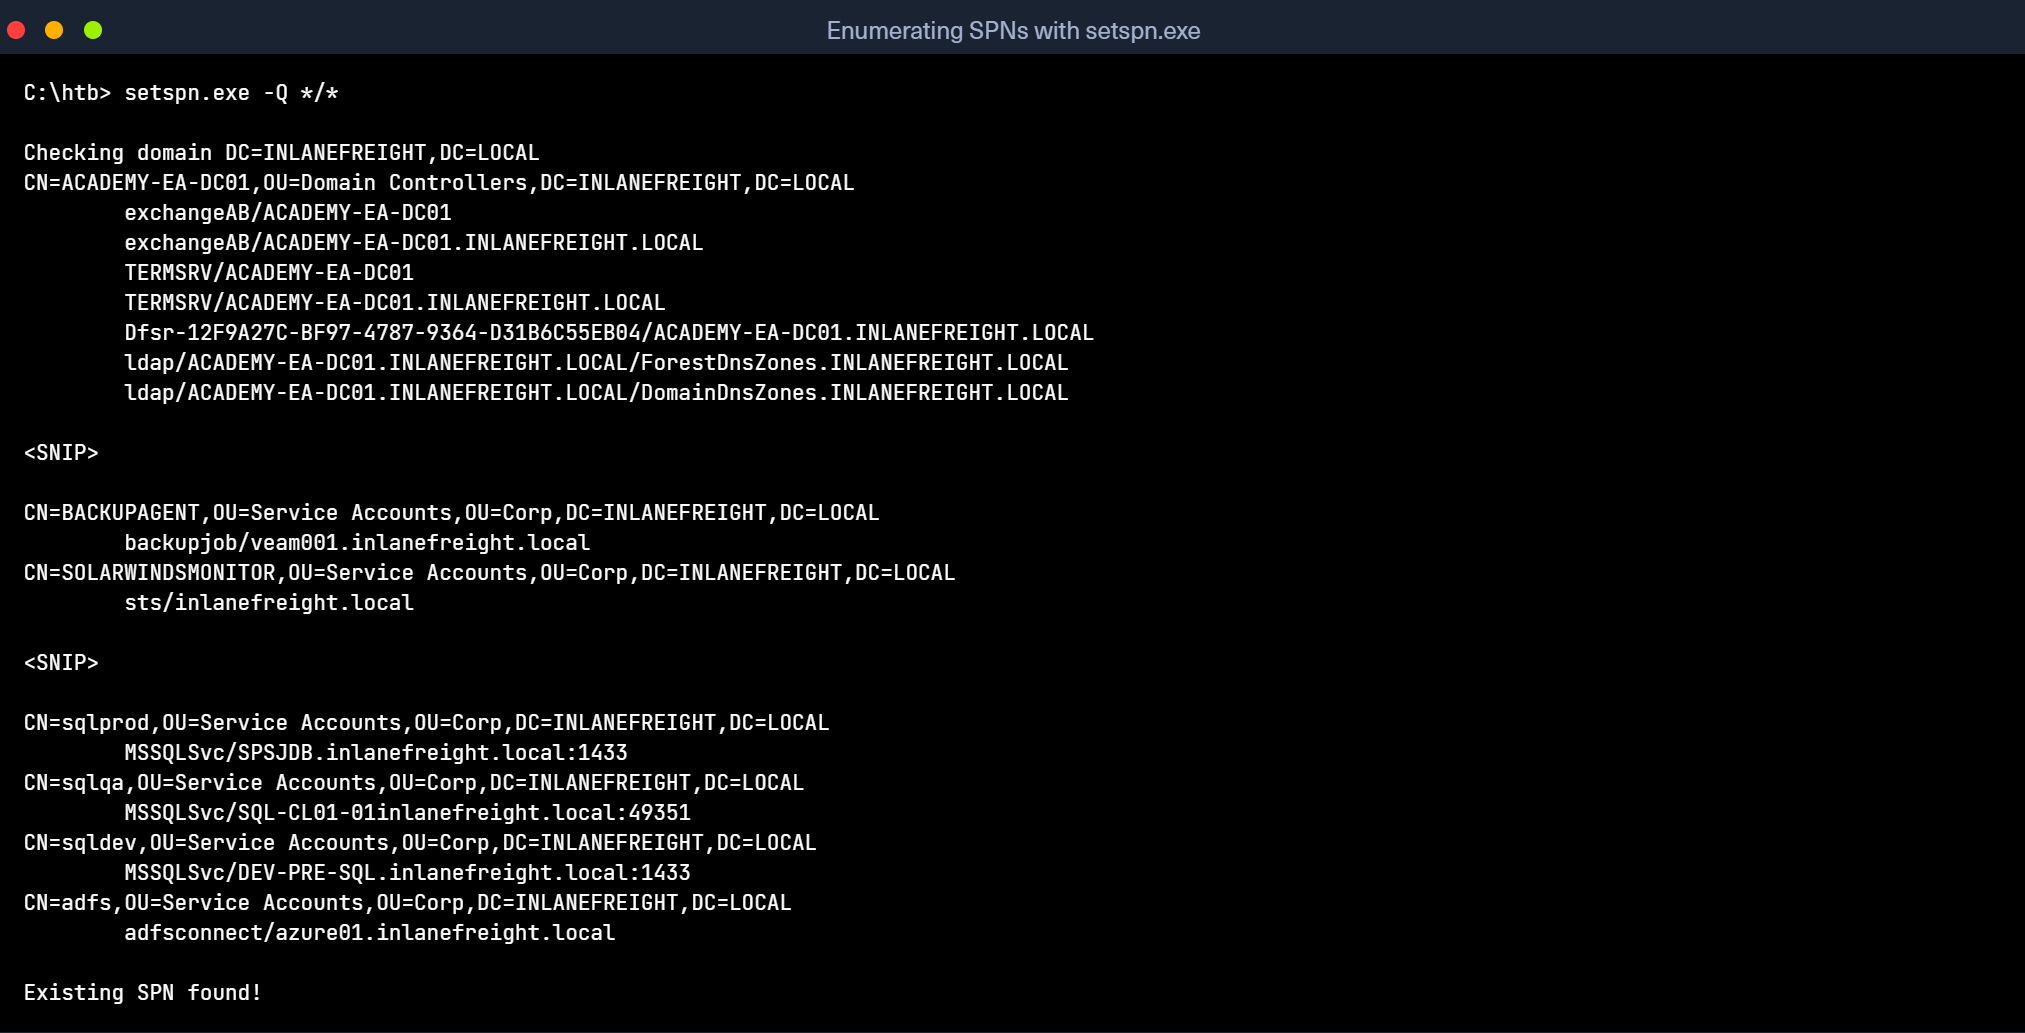 Enumerating SPNs with setspn.exe
C:\htb> setspn.exe -Q */*
Checking domain DC=INLANEFREIGHT,DC=LOCAL
CN=ACADEMY-EA-DC01,OU=Domain Controllers,DC=INLANEFREIGHT,DC=LOCAL
exchangeAB/ACADEMY-EA-DC01
exchangeAB/ACADEMY-EA-DC01.INLANEFREIGHT.LOCAL
TERMSRV/ACADEMY-EA-DC01
TERMSRV/ACADEMY-EA-DC01.INLANEFREIGHT.LOCAL
Dfsr-12F9A27C-BF97-4787-9364-D31B6C55EB04/ACADEMY-EA-DC01.INLANEFREIGHT.LOCAL
ldap/ACADEMY-EA-DC01.INLANEFREIGHT.LOCAL/ForestDnsZones.INLANEFREIGHT.LOCAL
ldap/ACADEMY-EA-DC01.INLANEFREIGHT.LOCAL/DomainDnsZones.INLANEFREIGHT.LOCAL
<SNIP>
CN=BACKUPAGENT,OU=Service Accounts,OU=Corp,DC=INLANEFREIGHT,DC=LOCAL
backupjob/veam001.inlanefreight.local
CN=SOLARWINDSMONITOR,OU=Service Accounts,OU=Corp,DC=INLANEFREIGHT,DC=LOCAL
sts/inlanefreight.local
<SNIP>
CN=sqlprod,OU=Service Accounts,OU=Corp,DC=INLANEFREIGHT,DC=LOCAL
MSSQLSvc/SPSJDB.inlanefreight.local:1433
CN=sqlqa,OU=Service Accounts,OU=Corp,DC=INLANEFREIGHT,DC=LOCAL
MSSQLSvc/SQL-CL01-01inlanefreight.local:49351
CN=sqldev,OU=Service Accounts,OU=Corp,DC=INLANEFREIGHT,DC=LOCAL
MSSQLSvc/DEV-PRE-SQL.inlanefreight.local:1433
CN=adfs,OU=Service Accounts,OU=Corp,DC=INLANEFREIGHT,DC=LOCAL
adfsconnect/azure01.inlanefreight.local
Existing SPN found!